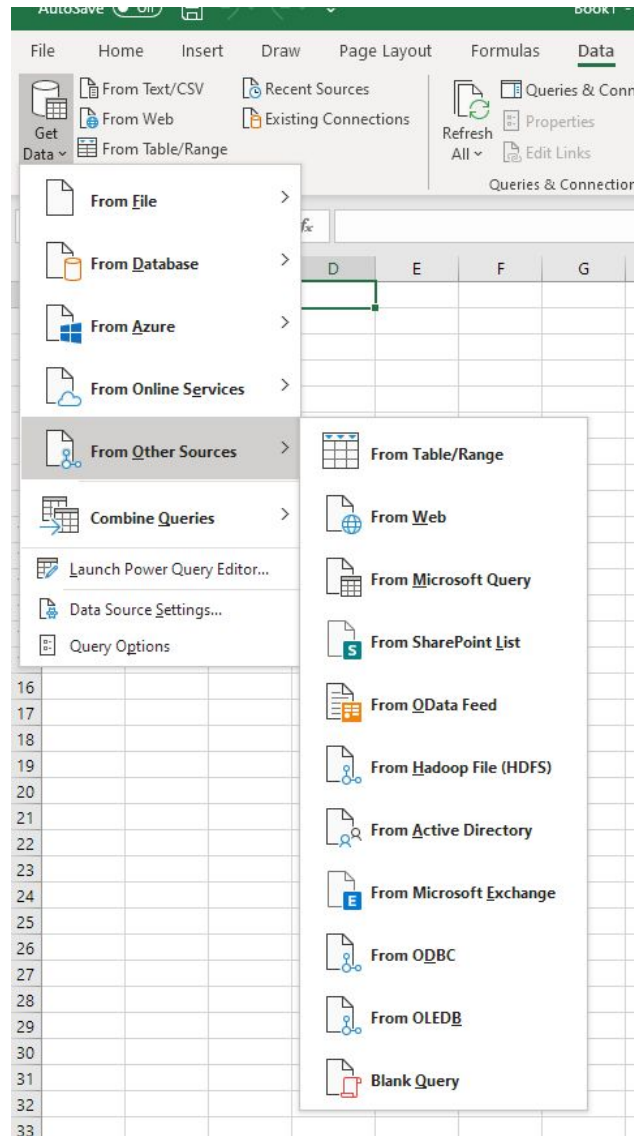 AutoSave Off Book1 -
File Home Insert Draw Page Layout Formulas Data
Get Data
From Text/CSV
From Web
From Table/Range
Recent Sources
Existing Connections
Refresh All
Queries & Conn
Properties
Edit Links
Queries & Connection
From File
From Database
From Azure
From Online Services
From Other Sources
Combine Queries
Launch Power Query Editor...
Data Source Settings...
Query Options
fx
D E F G
From Table/Range
From Web
From Microsoft Query
From SharePoint List
From OData Feed
From Hadoop File (HDFS)
From Active Directory
From Microsoft Exchange
From ODBC
From OLEDB
Blank Query
16
17
18
19
20
21
22
23
24
25
26
27
28
29
30
31
32
33